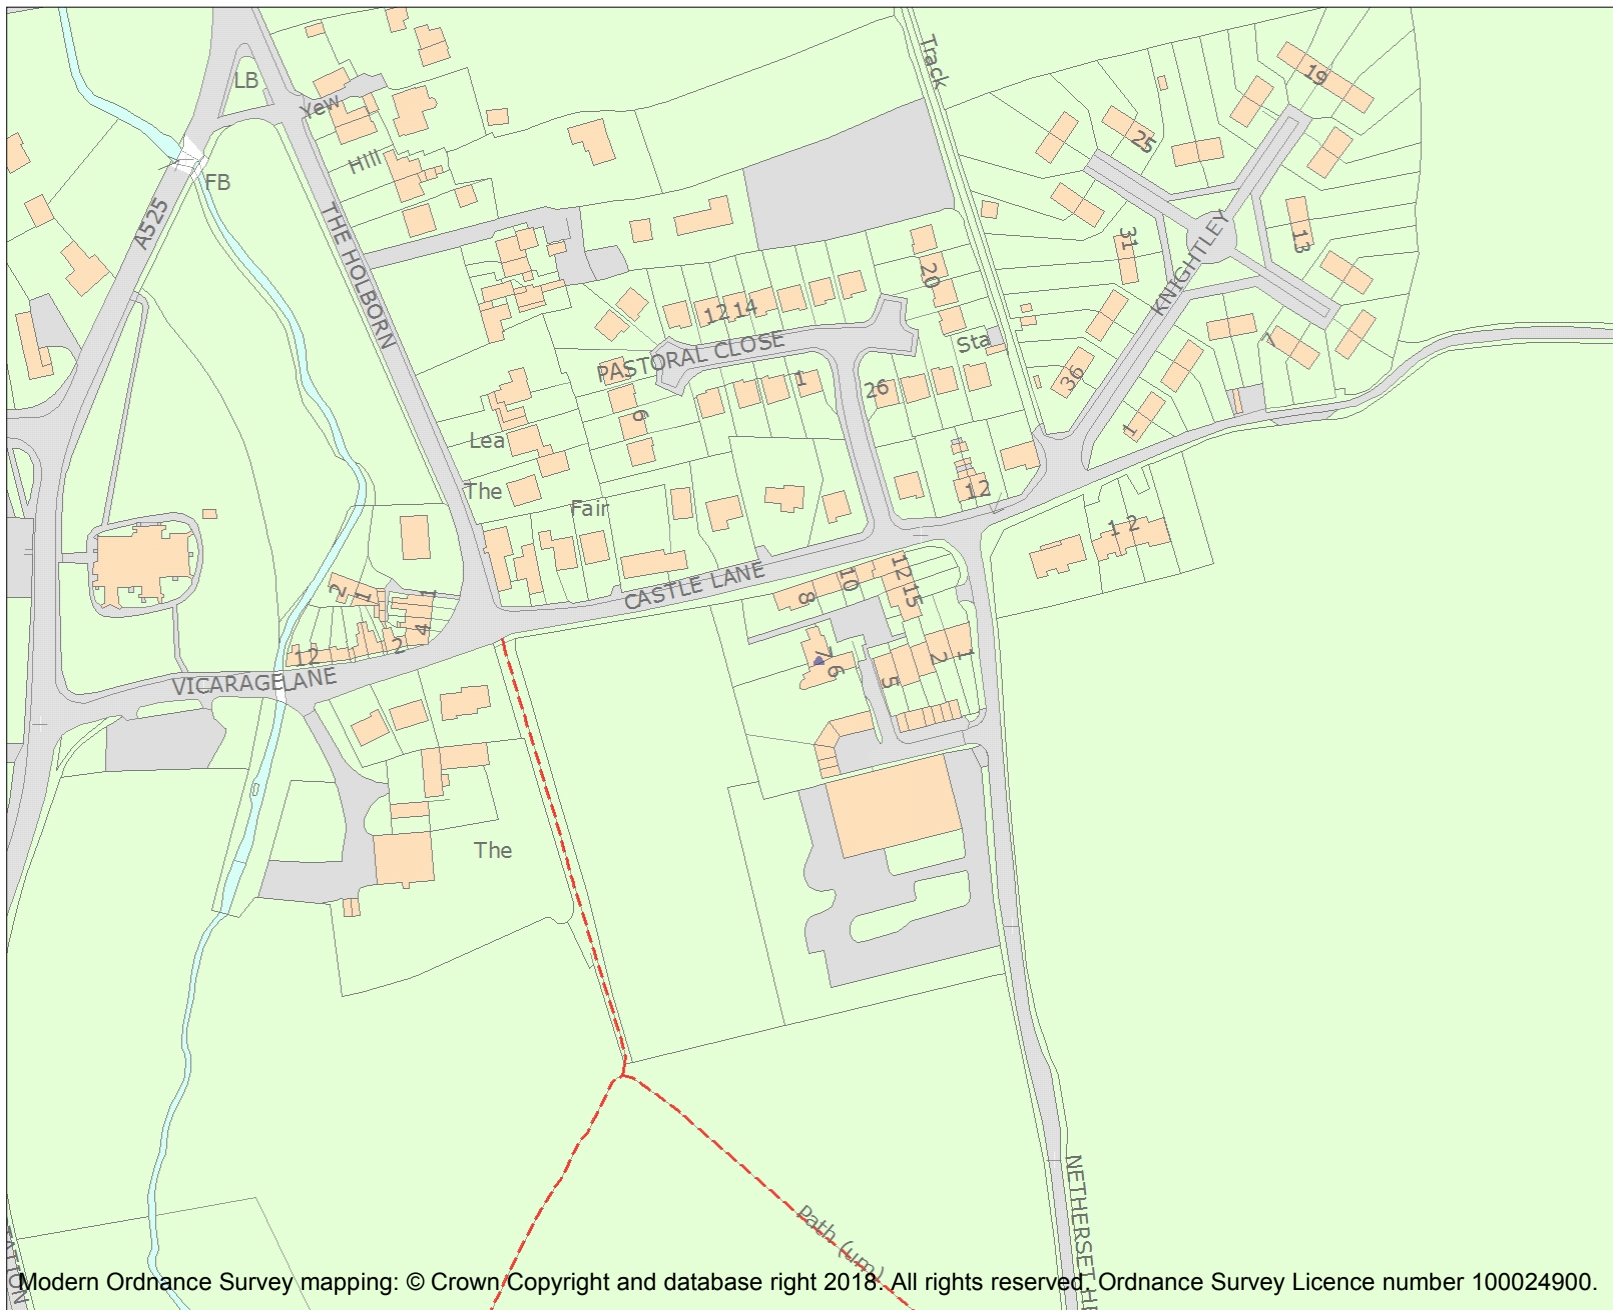 Track
19
LB
Yew
25
Hill
FB
A525
THE HOLBORN
31
13
KNIGHTLEY
20
12 14
PASTORAL CLOSE
Sta
7
1
26
36
6
1
Lea
The
12
Fair
1 2
CASTLE LANE
12
10
8
15
2
1
1
4
2
12
7
6
5
2
1
VICARAGE LANE
The
Path (um)
NETHERSET H
Modern Ordnance Survey mapping: © Crown Copyright and database right 2018. All rights reserved. Ordnance Survey Licence number 100024900.